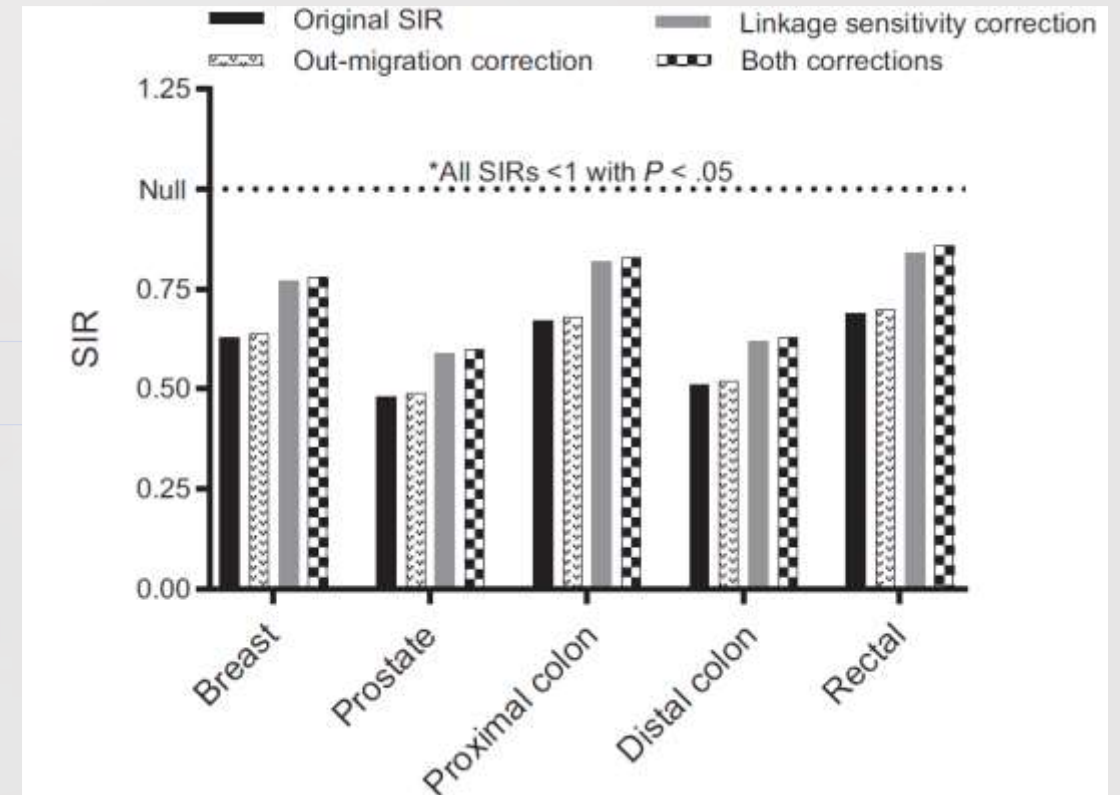 Original SIR
Linkage sensitivity correction
Out-migration correction
Both corrections
1.25
*All SIRs <1 with P < .05
Null
0.75
0.50
0.25
0.00
SIR
Breast
Prostate
Proximal colon
Distal colon
Rectal